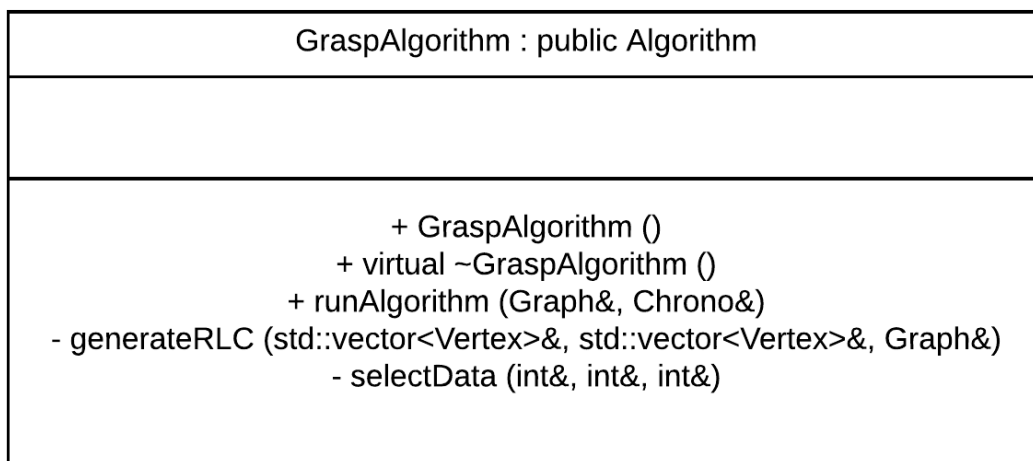 GraspAlgorithm : public Algorithm
+ GraspAlgorithm ()
+ virtual ~GraspAlgorithm ()
+ runAlgorithm (Graph&, Chrono&)
- generateRLC (std::vector<Vertex>&, std::vector<Vertex>&, Graph&)
- selectData (int&, int&, int&)